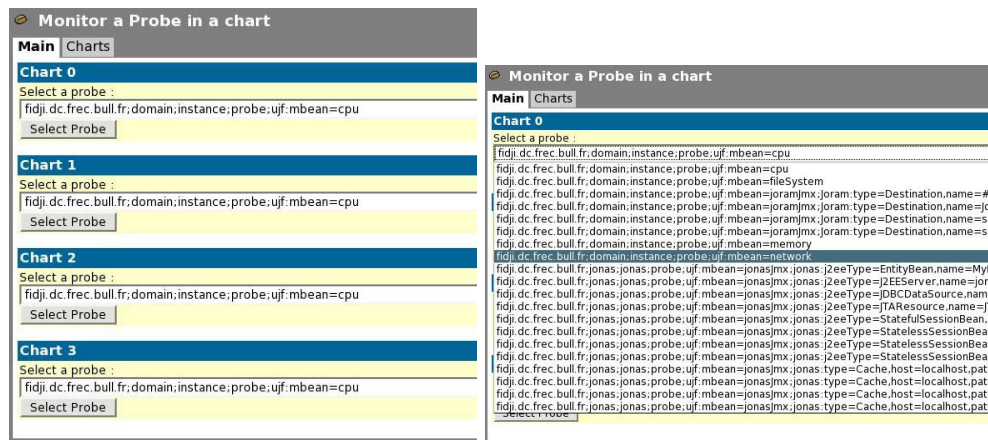 Monitor a Probe in a chart
Main Charts
Chart 0
Select a probe :
fidji.dc.frec.bull.fr;domain;instance;probe;ujf:mbean=cpu
Select Probe
Chart 1
Select a probe :
fidji.dc.frec.bull.fr;domain;instance;probe;ujf:mbean=cpu
Select Probe
Chart 2
Select a probe :
fidji.dc.frec.bull.fr;domain;instance;probe;ujf:mbean=cpu
Select Probe
Chart 3
Select a probe :
fidji.dc.frec.bull.fr;domain;instance;probe;ujf:mbean=cpu
Select Probe
Monitor a Probe in a chart
Main Charts
Chart 0
Select a probe :
fidji.dc.frec.bull.fr;domain;instance;probe;ujf:mbean=cpu
fidji.dc.frec.bull.fr;domain;instance;probe;ujf:mbean=cpu
fidji.dc.frec.bull.fr;domain;instance;probe;ujf:mbean=fileSystem
fidji.dc.frec.bull.fr;domain;instance;probe;ujf:mbean=joramJmx;Joram:type=Destination,name=#
fidji.dc.frec.bull.fr;domain;instance;probe;ujf:mbean=joramJmx;Joram:type=Destination,name=Jo
fidji.dc.frec.bull.fr;domain;instance;probe;ujf:mbean=joramJmx;Joram:type=Destination,name=s
fidji.dc.frec.bull.fr;domain;instance;probe;ujf:mbean=joramJmx;Joram:type=Destination,name=s
fidji.dc.frec.bull.fr;domain;instance;probe;ujf:mbean=memory
fidji.dc.frec.bull.fr;domain;instance;probe;ujf:mbean=network
fidji.dc.frec.bull.fr;jonas;jonas;probe;ujf:mbean=jonasJmx;jonas:j2eeType=EntityBean,name=MyE
fidji.dc.frec.bull.fr;jonas;jonas;probe;ujf:mbean=jonasJmx;jonas:j2eeType=J2EEServer,name=jor
fidji.dc.frec.bull.fr;jonas;jonas;probe;ujf:mbean=jonasJmx;jonas:j2eeType=JDBCDataSource,nam
fidji.dc.frec.bull.fr;jonas;jonas;probe;ujf:mbean=jonasJmx;jonas:j2eeType=JTAResource,name=J
fidji.dc.frec.bull.fr;jonas;jonas;probe;ujf:mbean=jonasJmx;jonas:j2eeType=StatefulSessionBean,
fidji.dc.frec.bull.fr;jonas;jonas;probe;ujf:mbean=jonasJmx;jonas:j2eeType=StatelessSessionBea
fidji.dc.frec.bull.fr;jonas;jonas;probe;ujf:mbean=jonasJmx;jonas:j2eeType=StatelessSessionBea
fidji.dc.frec.bull.fr;jonas;jonas;probe;ujf:mbean=jonasJmx;jonas:j2eeType=StatelessSessionBea
fidji.dc.frec.bull.fr;jonas;jonas;probe;ujf:mbean=jonasJmx;jonas:type=Cache,host=localhost,pat
fidji.dc.frec.bull.fr;jonas;jonas;probe;ujf:mbean=jonasJmx;jonas:type=Cache,host=localhost,pat
fidji.dc.frec.bull.fr;jonas;jonas;probe;ujf:mbean=jonasJmx;jonas:type=Cache,host=localhost,pat
fidji.dc.frec.bull.fr;jonas;jonas;probe;ujf:mbean=jonasJmx;jonas:type=Cache,host=localhost,pat
Select Probe